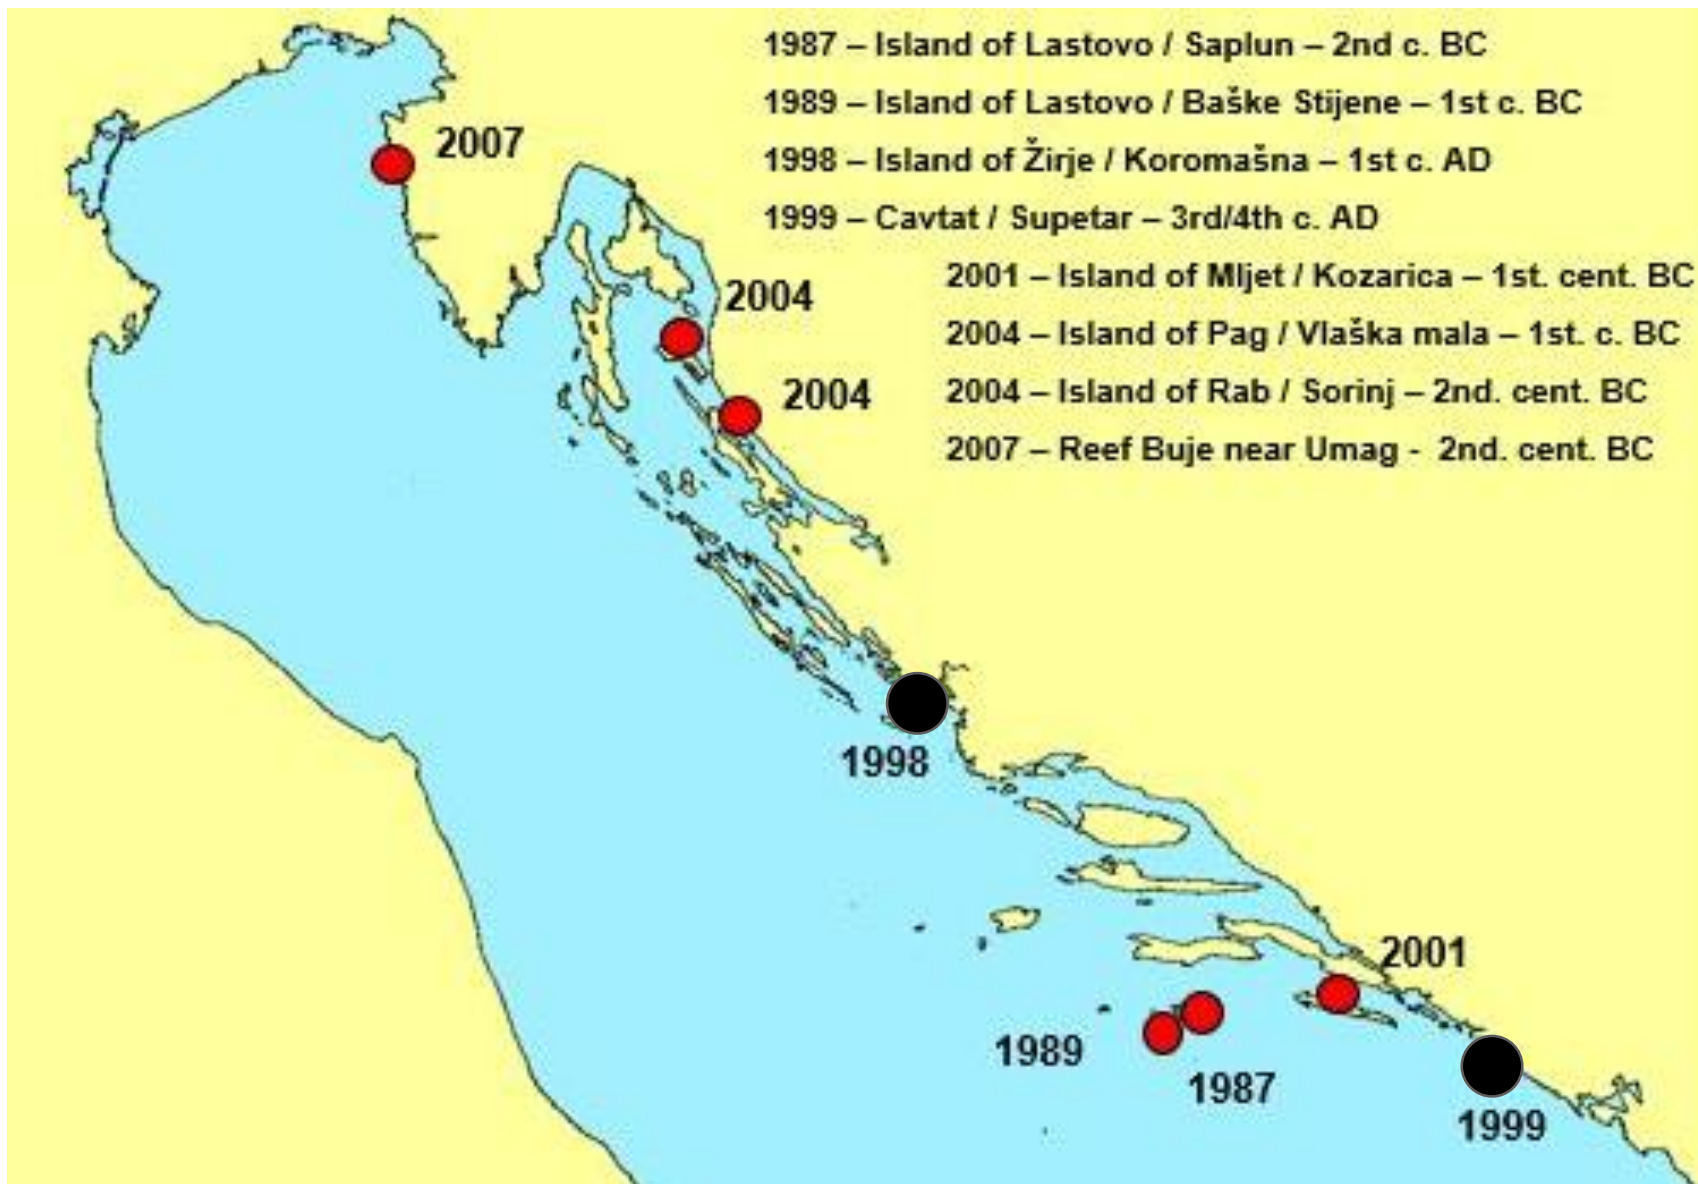 1987 – Island of Lastovo / Saplun – 2nd c. BC
1989 – Island of Lastovo / Baške Stijene – 1st c. BC
1998 – Island of Žirje / Koromašna – 1st c. AD
1999 – Cavtat / Supetar – 3rd/4th c. AD
2001 – Island of Mljet / Kozarica – 1st. cent. BC
2004 – Island of Pag / Vlaška mala – 1st. c. BC
2004 – Island of Rab / Sorinj – 2nd. cent. BC
2007 – Reef Buje near Umag - 2nd. cent. BC
2007
2004
2004
1998
2001
1989
1987
1999